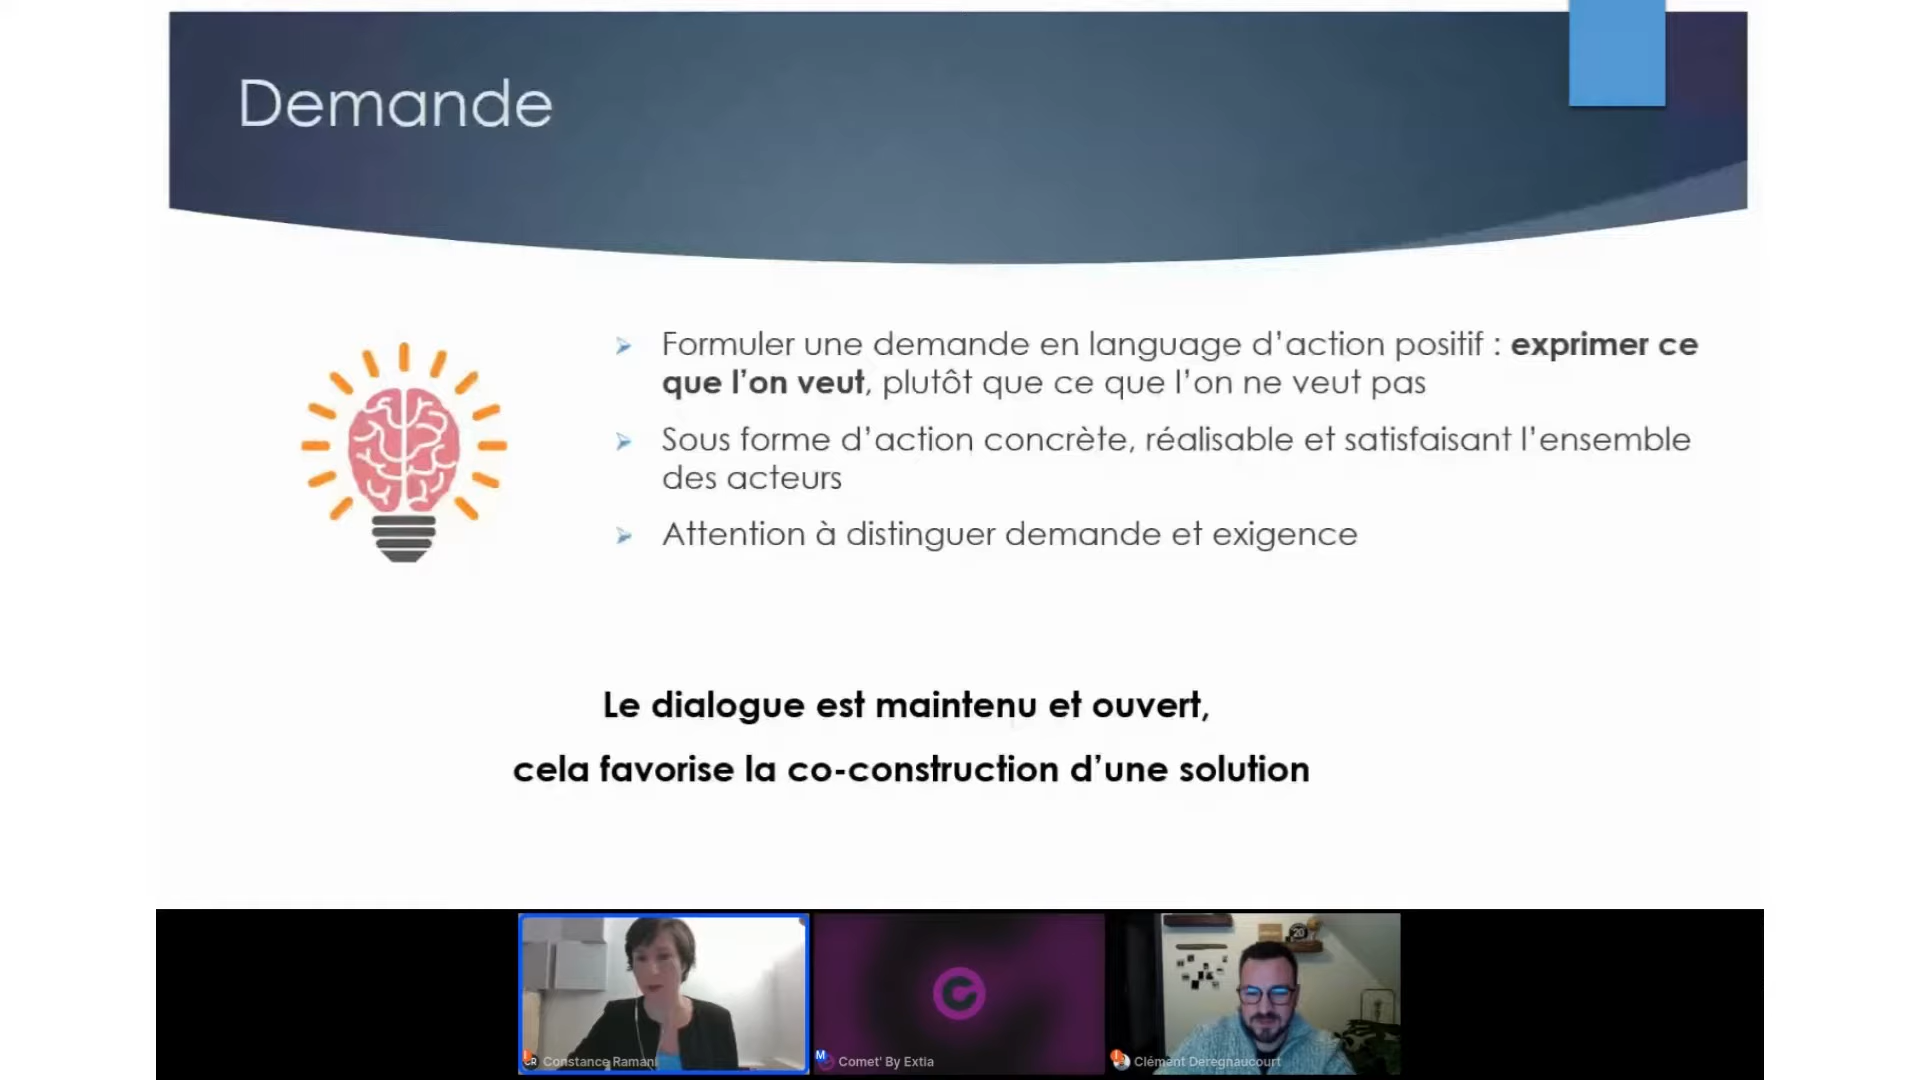 Demande
Formuler une demande en language d’action positif : exprimer ce
que l’on veut, plutôt que ce que l’on ne veut pas
Sous forme d’action concrète, réalisable et satisfaisant l’ensemble
des acteurs
Attention à distinguer demande et exigence
Le dialogue est maintenu et ouvert,
cela favorise la co-construction d’une solution
20
CR Constance Ramani
M Comet' By Extia
Clément Deregnaucourt